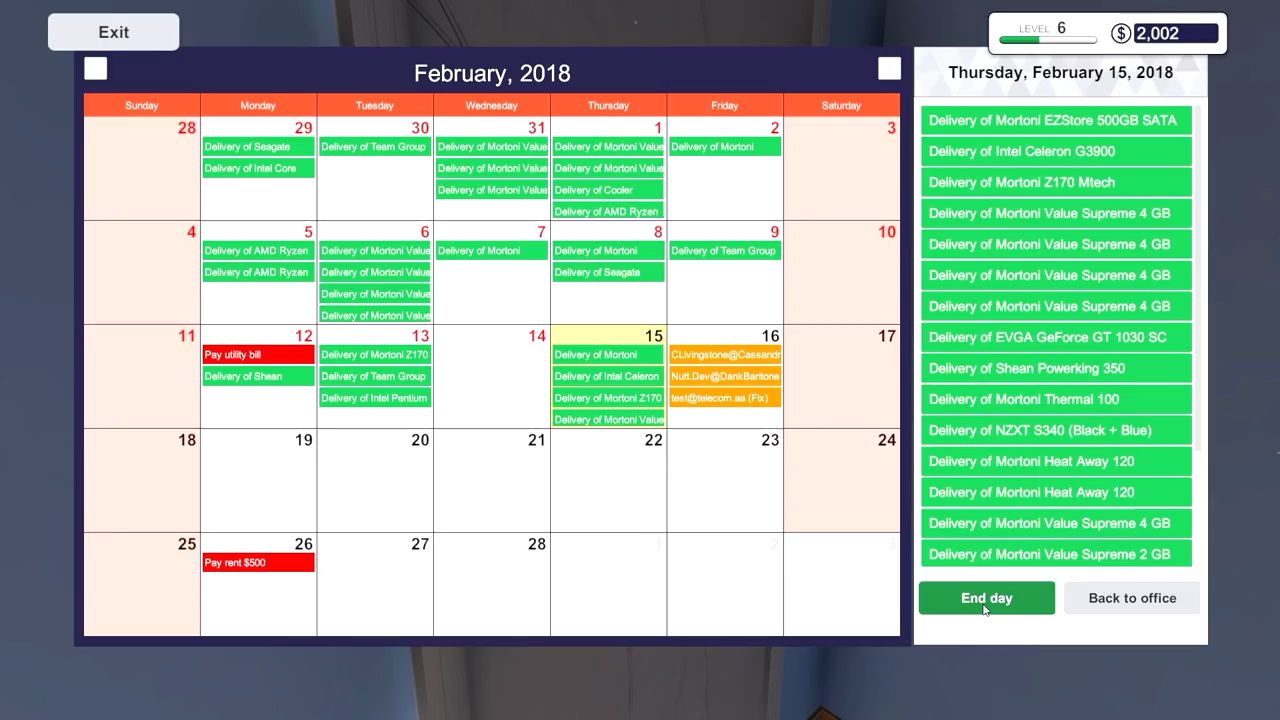 Exit
LEVEL 6
$ 2,002
February, 2018
Thursday, February 15, 2018
Sunday Monday Tuesday Wednesday Thursday Friday Saturday
28 29 30 31 1 2 3
Delivery of Seagate
Delivery of Intel Core
Delivery of Team Group
Delivery of Mortoni Value
Delivery of Mortoni Value
Delivery of Mortoni Value
Delivery of Mortoni Value
Delivery of Mortoni Value
Delivery of Cooler
Delivery of AMD Ryzen
Delivery of Mortoni
4 5 6 7 8 9 10
Delivery of AMD Ryzen
Delivery of AMD Ryzen
Delivery of Mortoni Value
Delivery of Mortoni Value
Delivery of Mortoni Value
Delivery of Mortoni Value
Delivery of Mortoni
Delivery of Mortoni
Delivery of Seagate
Delivery of Team Group
11 12 13 14 15 16 17
Pay utility bill
Delivery of Shean
Delivery of Mortoni Z170
Delivery of Team Group
Delivery of Intel Pentium
Delivery of Mortoni
Delivery of Intel Celeron
Delivery of Mortoni Z170
Delivery of Mortoni Value
CLivingstone@Cassandr
Nutt.Dev@DankBaritone
test@telecom.aa (Fix)
18 19 20 21 22 23 24
25 26 27 28 1 2 3
Pay rent $500
Delivery of Mortoni EZStore 500GB SATA
Delivery of Intel Celeron G3900
Delivery of Mortoni Z170 Mtech
Delivery of Mortoni Value Supreme 4 GB
Delivery of Mortoni Value Supreme 4 GB
Delivery of Mortoni Value Supreme 4 GB
Delivery of Mortoni Value Supreme 4 GB
Delivery of EVGA GeForce GT 1030 SC
Delivery of Shean Powerking 350
Delivery of Mortoni Thermal 100
Delivery of NZXT S340 (Black + Blue)
Delivery of Mortoni Heat Away 120
Delivery of Mortoni Heat Away 120
Delivery of Mortoni Value Supreme 4 GB
Delivery of Mortoni Value Supreme 2 GB
End day
Back to office